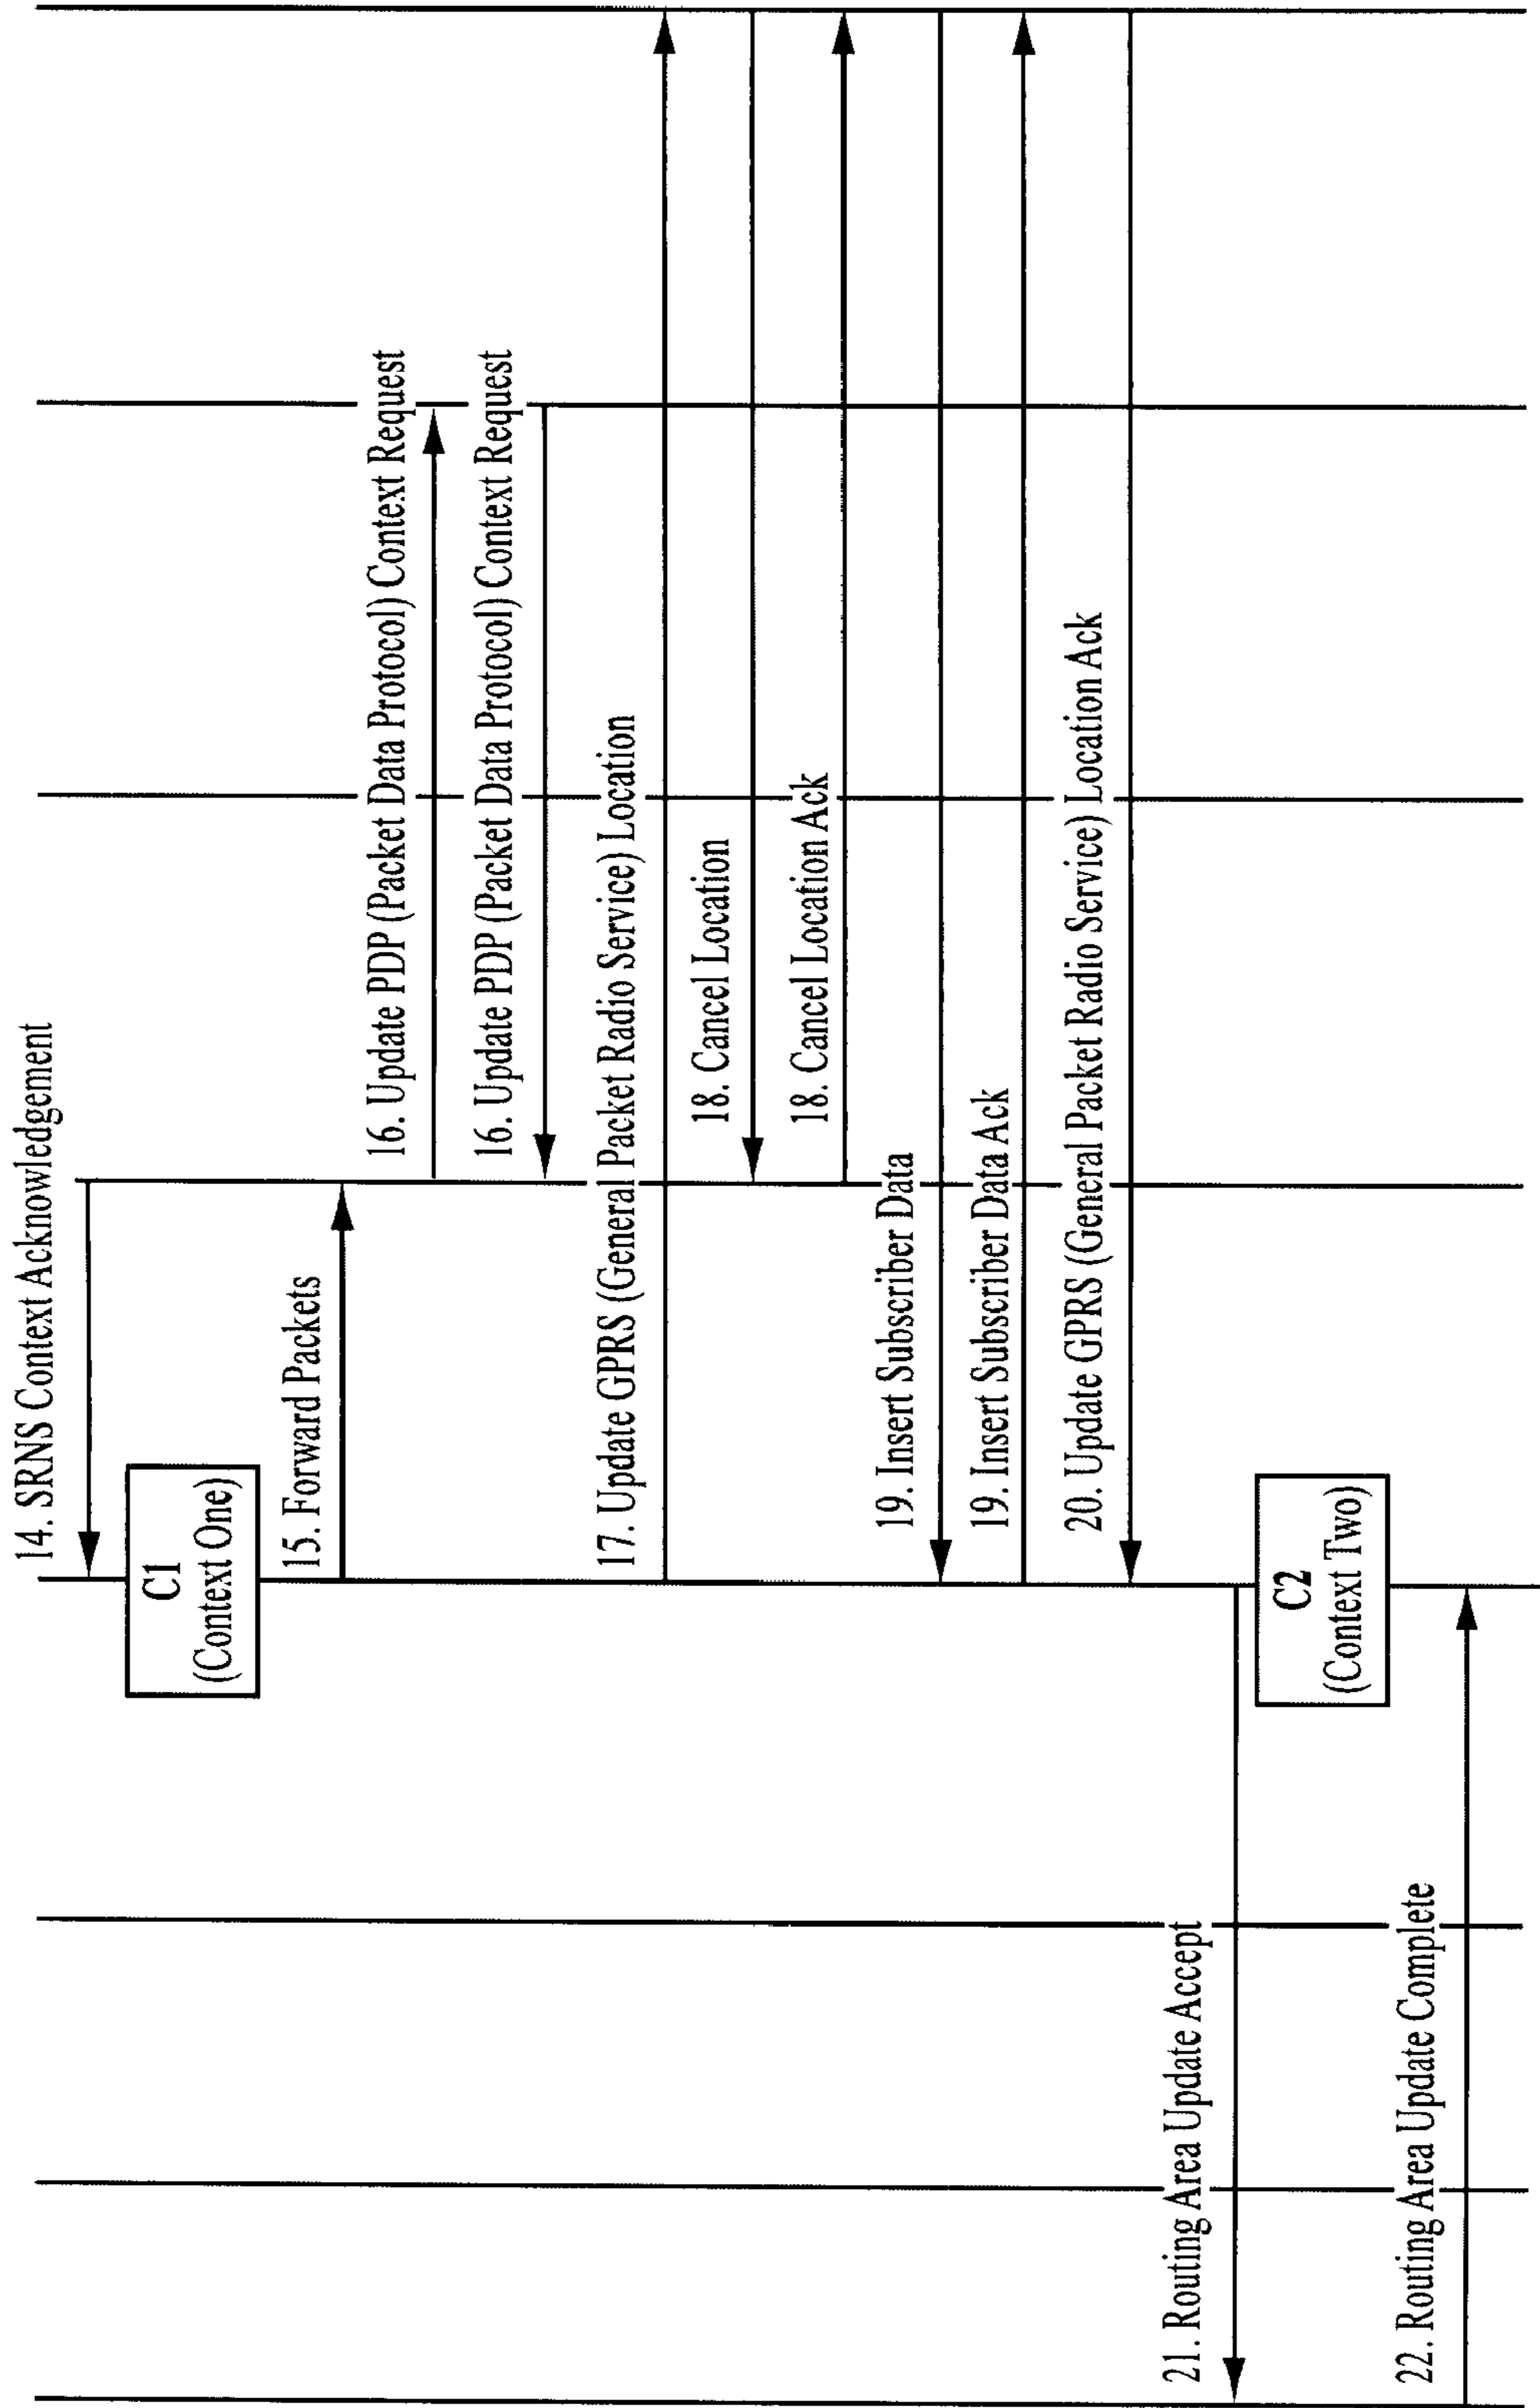 14. SRNS Context Acknowledgement
C1
(Context One)
15. Forward Packets
16. Update PDP (Packet Data Protocol) Context Request
16. Update PDP (Packet Data Protocol) Context Request
17. Update GPRS (General Packet Radio Service) Location
18. Cancel Location
18. Cancel Location Ack
19. Insert Subscriber Data
19. Insert Subscriber Data Ack
20. Update GPRS (General Packet Radio Service) Location Ack
21. Routing Area Update Accept
C2
(Context Two)
22. Routing Area Update Complete